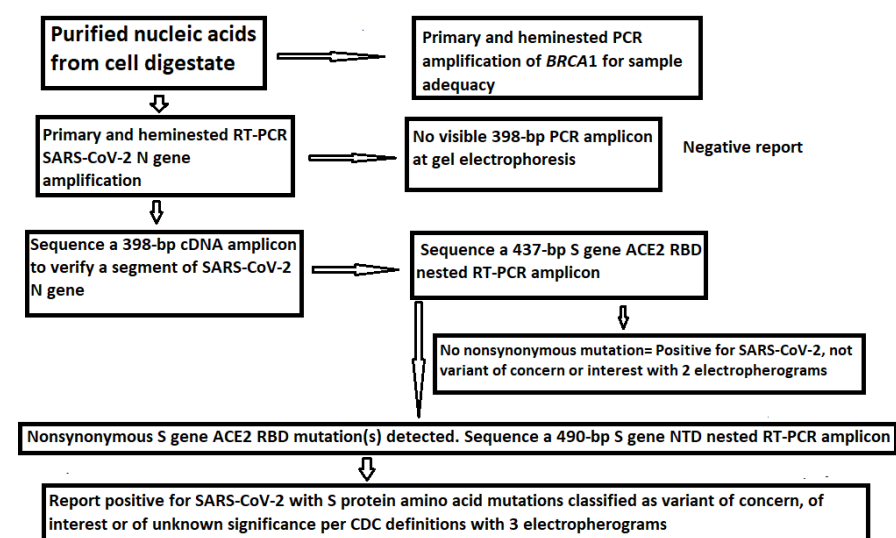 Purified nucleic acids
from cell digestate
Primary and heminested PCR
amplification of BRCA1 for sample
adequacy
Primary and heminested RT-PCR
SARS-CoV-2 N gene
amplification
No visible 398-bp PCR amplicon
at gel electrophoresis
Negative report
Sequence a 398-bp cDNA amplicon
to verify a segment of SARS-CoV-2
N gene
Sequence a 437-bp S gene ACE2 RBD
nested RT-PCR amplicon
No nonsynonymous mutation= Positive for SARS-CoV-2, not
variant of concern or interest with 2 electropherograms
Nonsynonymous S gene ACE2 RBD mutation(s) detected. Sequence a 490-bp S gene NTD nested RT-PCR amplicon
Report positive for SARS-CoV-2 with S protein amino acid mutations classified as variant of concern, of
interest or of unknown significance per CDC definitions with 3 electropherograms